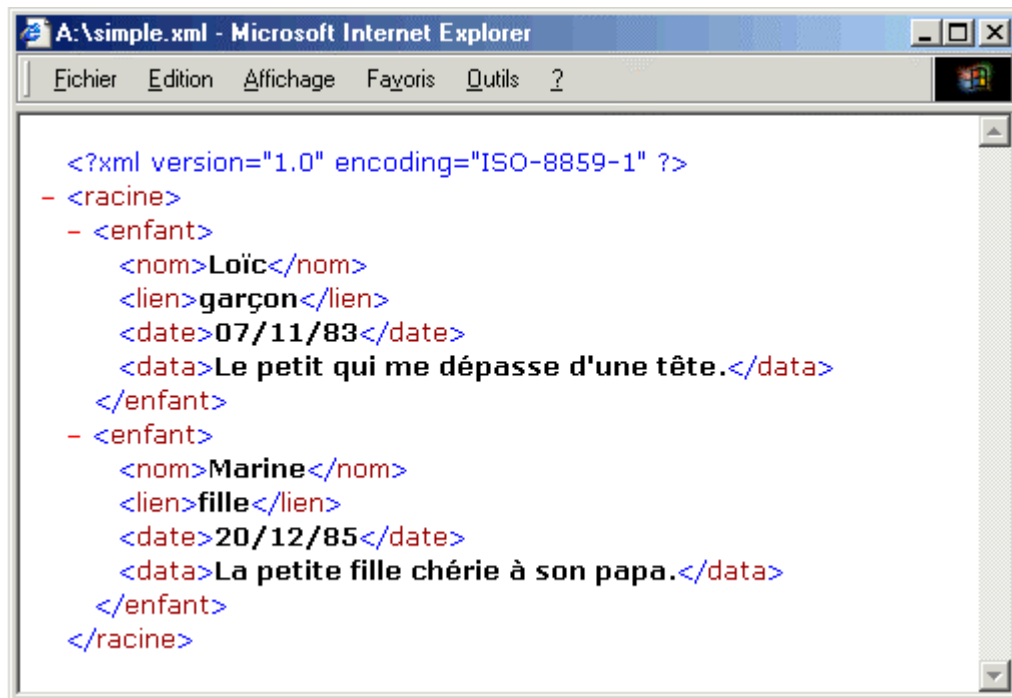 A:\simple.xml - Microsoft Internet Explorer
Fichier Edition Affichage Favoris Outils ?
<?xml version="1.0" encoding="ISO-8859-1" ?>
- <racine>
- <enfant>
<nom>Loïc</nom>
<lien>garçon</lien>
<date>07/11/83</date>
<data>Le petit qui me dépasse d'une tête.</data>
</enfant>
- <enfant>
<nom>Marine</nom>
<lien>fille</lien>
<date>20/12/85</date>
<data>La petite fille chérie à son papa.</data>
</enfant>
</racine>